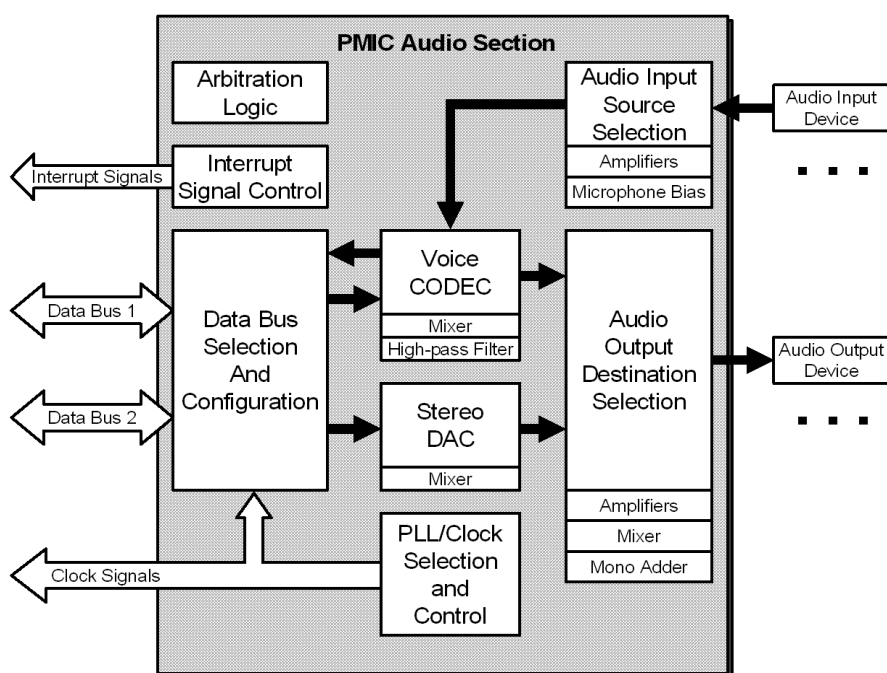 PMIC Audio Section
Arbitration
Logic
Audio Input
Source
Selection
Amplifiers
Microphone Bias
Audio Input
Device
. . .
Interrupt Signals
Interrupt
Signal Control
Data Bus 1
Data Bus 2
Data Bus
Selection
And
Configuration
Voice
CODEC
Mixer
High-pass Filter
Stereo
DAC
Mixer
Audio
Output
Destination
Selection
Amplifiers
Mixer
Mono Adder
Audio Output
Device
. . .
Clock Signals
PLL/Clock
Selection
and
Control